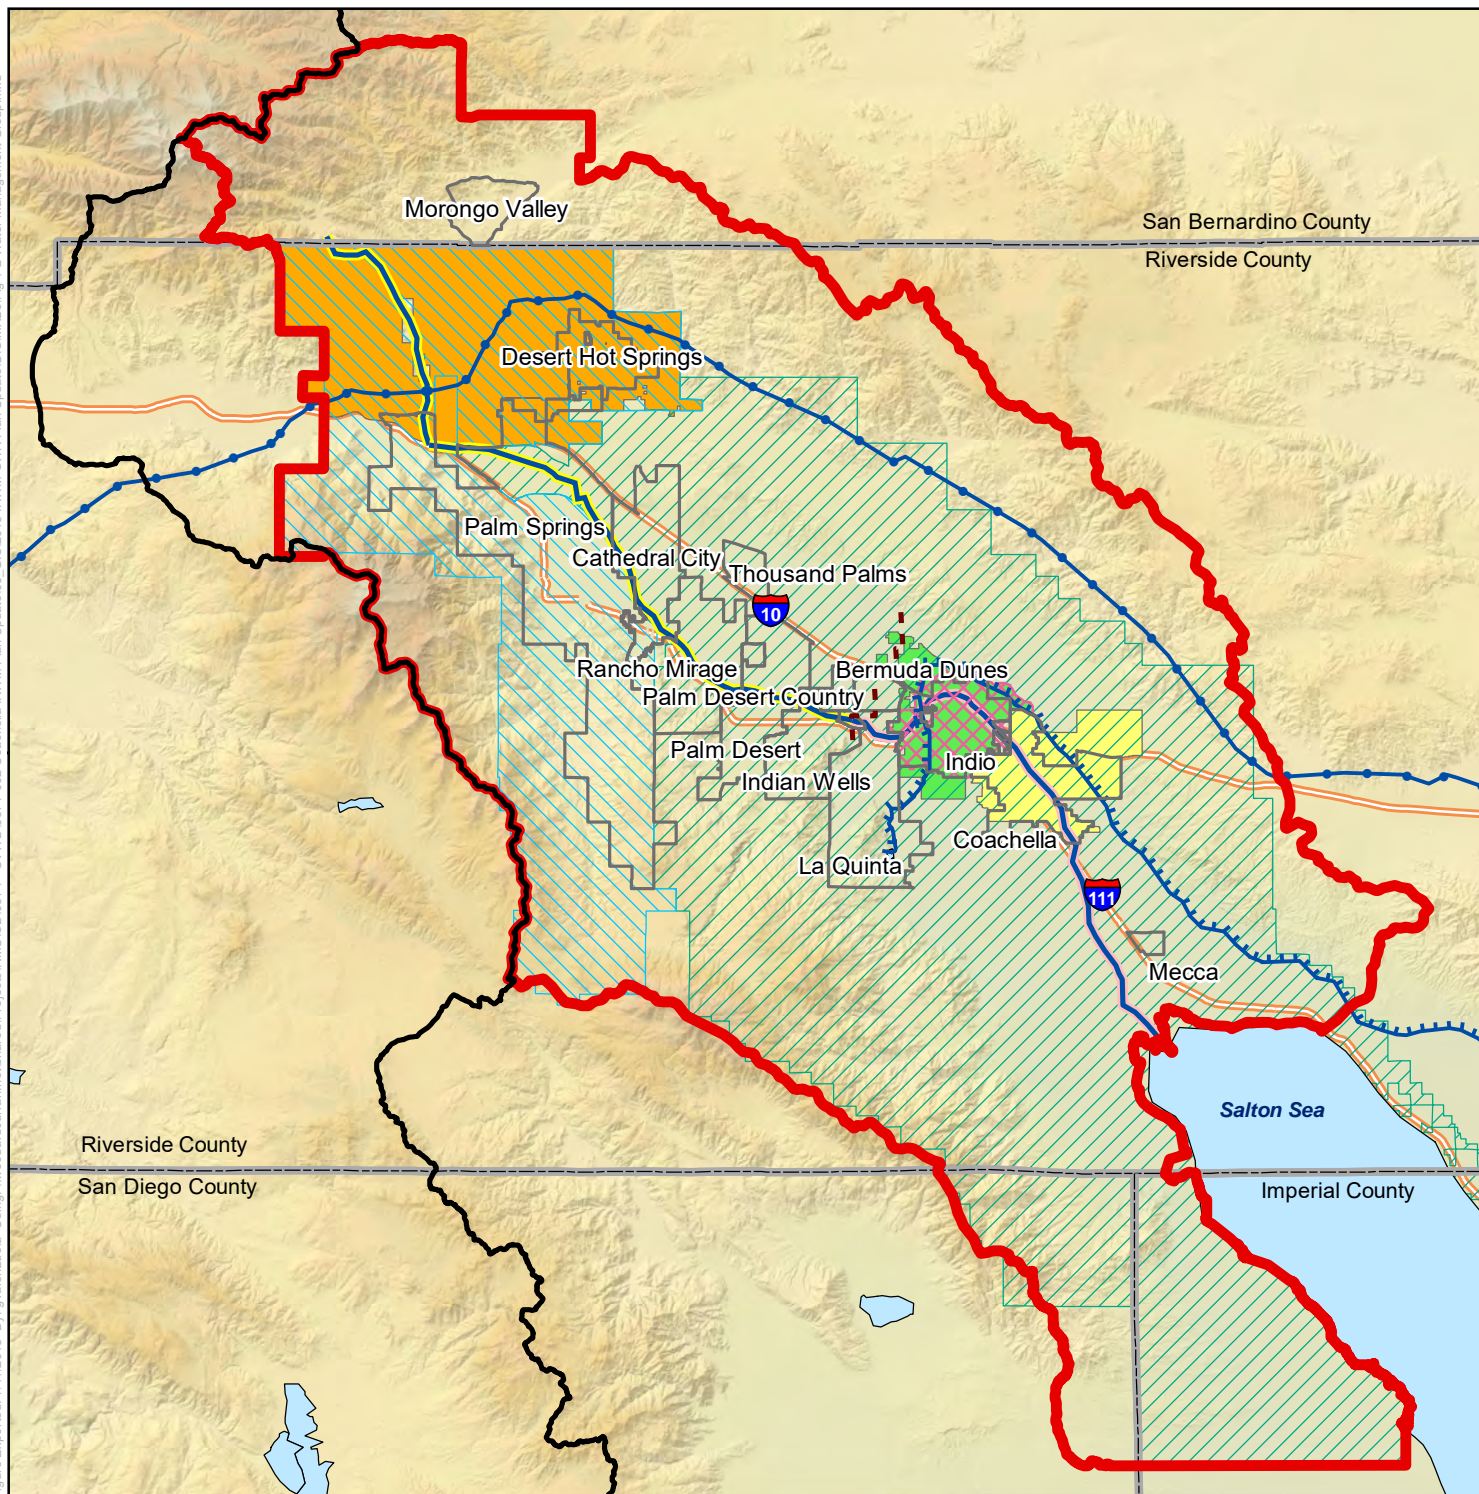 Morongo Valley
San Bernardino County
Riverside County
Desert Hot Springs
Palm Springs
Cathedral City
Thousand Palms
10
Rancho Mirage
Bermuda Dunes
Palm Desert Country
Palm Desert
Indio
Indian Wells
Coachella
La Quinta
111
Mecca
Salton Sea
Riverside County
San Diego County
Imperial County